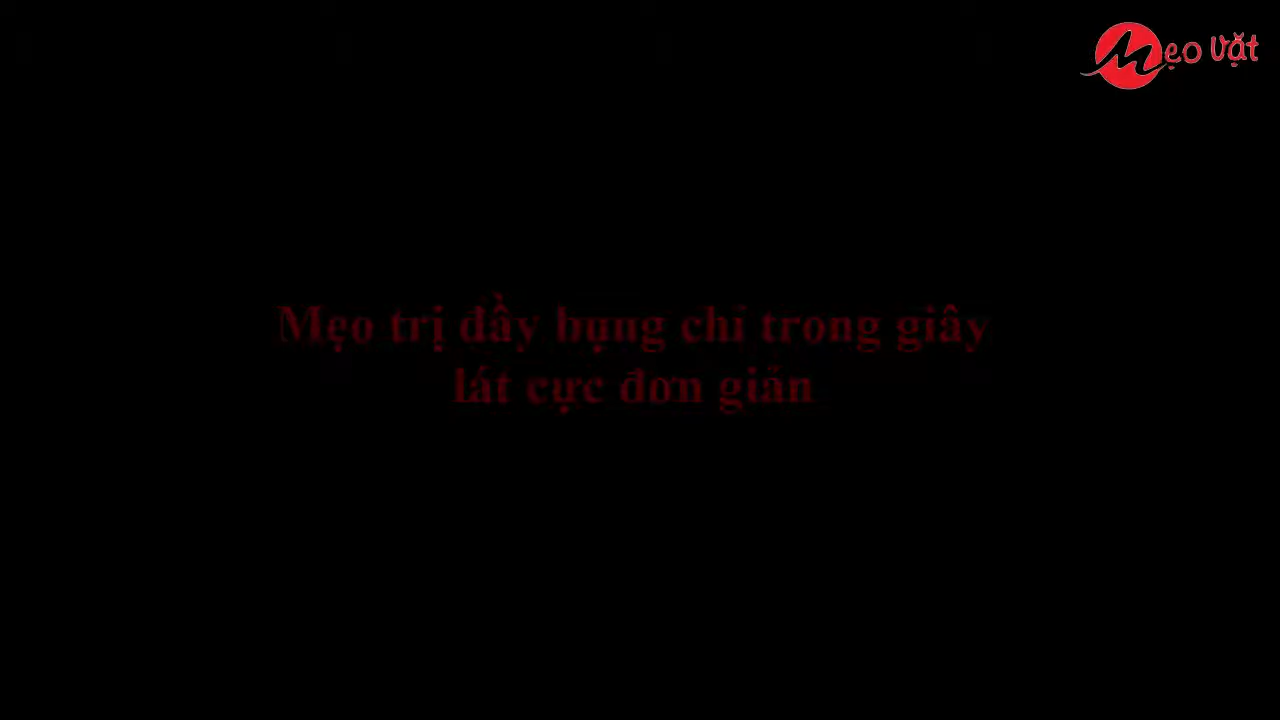 Mẹo Vặt
Mẹo trị đầy bụng chỉ trong giây
lát cực đơn giản